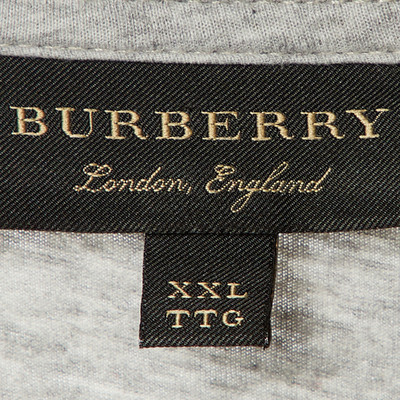 BURBERRY
London, England
XXL
TTG